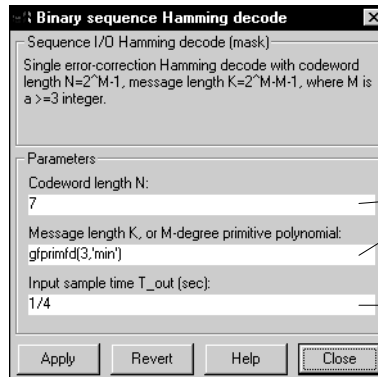 Binary sequence Hamming decode
Sequence I/O Hamming decode (mask)
Single error-correction Hamming decode with codeword
length N=2^M-1, message length K=2^M-M-1, where M is
a >=3 integer.
Parameters
Codeword length N:
7
Message length K, or M-degree primitive polynomial:
gfprimfd(3,'min')
Input sample time T_out (sec):
1/4
Apply Revert Help Close